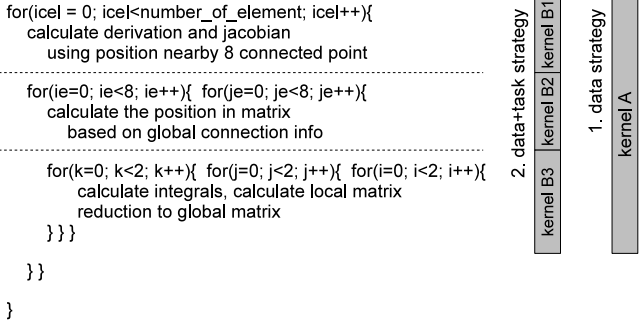 for(icel = 0; icel<number_of_element; icel++){
calculate derivation and jacobian
using position nearby 8 connected point
for(ie=0; ie<8; ie++){ for(je=0; je<8; je++){
calculate the position in matrix
based on global connection info
for(k=0; k<2; k++){ for(j=0; j<2; j++){ for(i=0; i<2; i++){
calculate integrals, calculate local matrix
reduction to global matrix
} } }
} }
}
2. data+task strategy
kernel B1
kernel B2
kernel B3
1. data strategy
kernel A